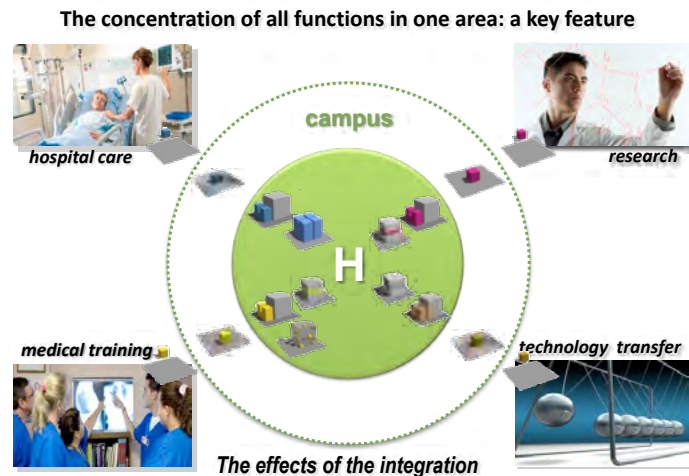 The concentration of all functions in one area: a key feature
campus
hospital care
research
H
medical training
technology transfer
The effects of the integration